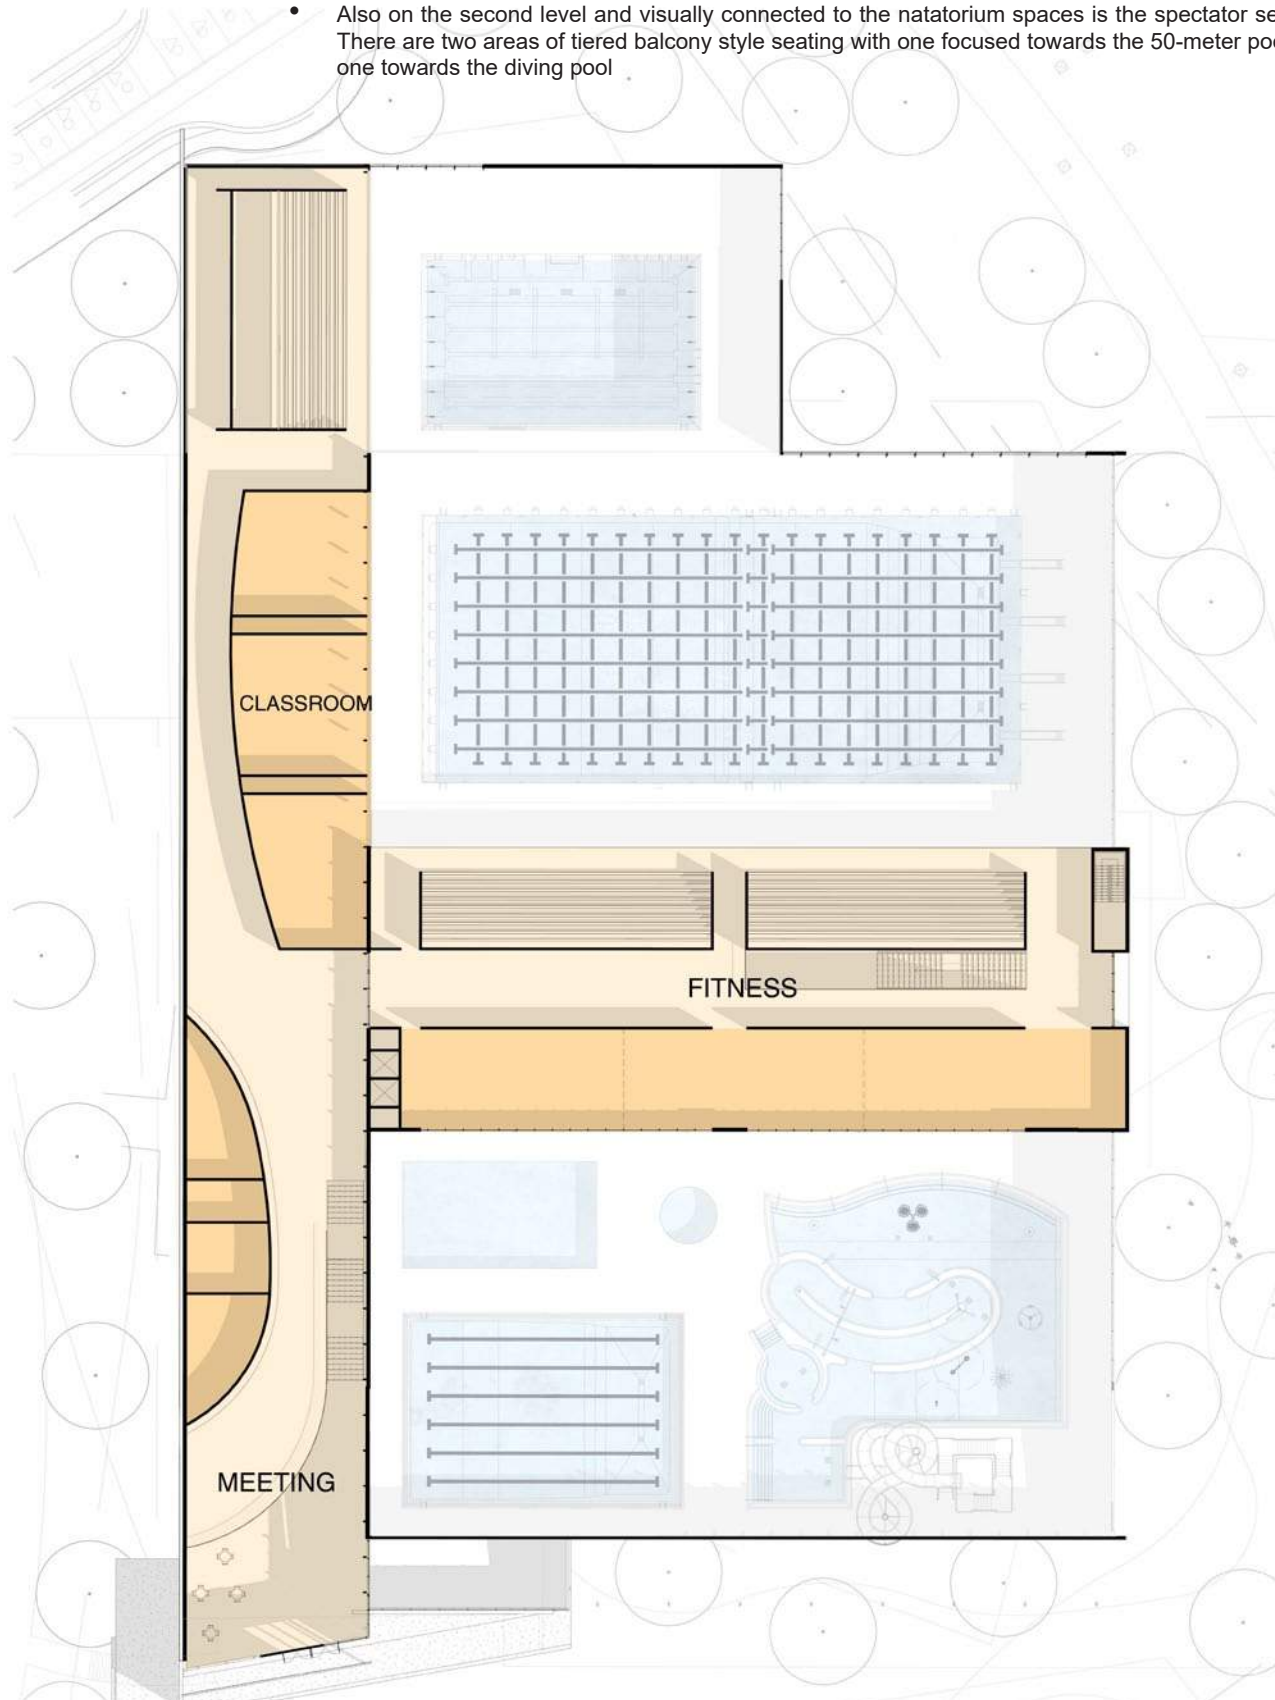 • Also on the second level and visually connected to the natatorium spaces is the spectator se
There are two areas of tiered balcony style seating with one focused towards the 50-meter poo
one towards the diving pool
CLASSROOM
FITNESS
MEETING